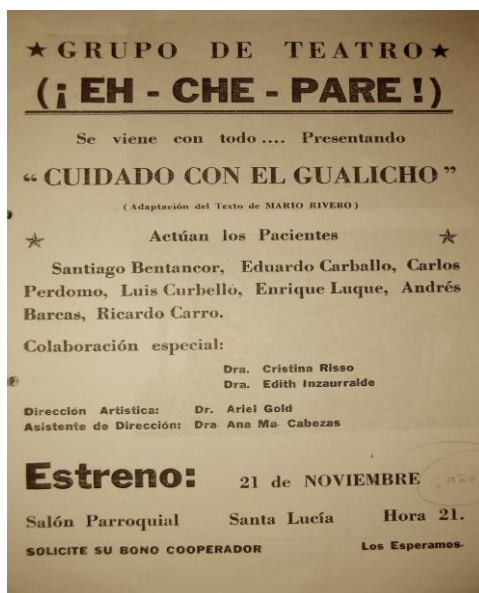 ★ GRUPO DE TEATRO ★
(¡ EH - CHE - PARE !)
Se viene con todo .... Presentando
“ CUIDADO CON EL GUALICHO ”
( Adaptación del Texto de MARIO RIVERO )
Actúan los Pacientes
Santiago Bentancor, Eduardo Carballo, Carlos
Perdomo, Luis Curbello, Enrique Luque, Andrés
Barcas, Ricardo Carro.
Colaboración especial:
Dra. Cristina Risso
Dra. Edith Inzaurralde
Dirección Artistica: Dr. Ariel Gold
Asistente de Dirección: Dra. Ana Ma. Cabezas
Estreno: 21 de NOVIEMBRE
¿año
Salón Parroquial Santa Lucía Hora 21.
SOLICITE SU BONO COOPERADOR Los Esperamos.